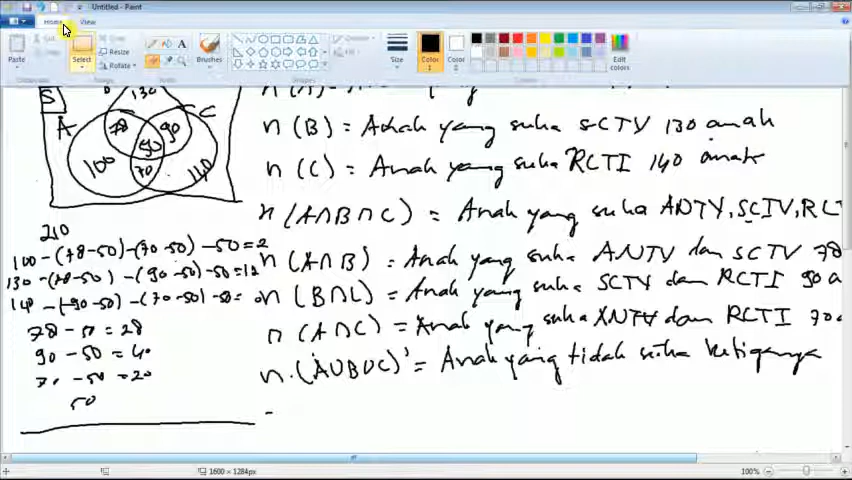 Untitled - Paint
Home View
Paste
Select
Resize
Rotate
Brushes
Shapes
Size
Color 1
Color 2
Edit colors
S
130
A
C
78
90
50
100
70
140
n (B) = Anak yang suka SCTV 130 anak
n (C) = Anak yang suka RCTI 140 anak
n (A∩B∩C) = Anak yang suka ANTV, SCTV, RCT
n (A∩B) = Anak yang suka ANTV dan SCTV 78
n (B∩C) = Anak yang suka SCTV dan RCTI 90 a
n (A∩C) = Anak yang suka ANTV dan RCTI 70 a
n (A∪B∪C)' = Anak yang tidak suka ketiganya
=
210
100 - (78-50) - (70-50) - 50 = 2
130 - (78-50) - (90-50) - 50 = 12
140 - (90-50) - (70-50) - 50 =
78 - 50 = 28
90 - 50 = 40
70 - 50 = 20
50
1600 × 1284px
100%